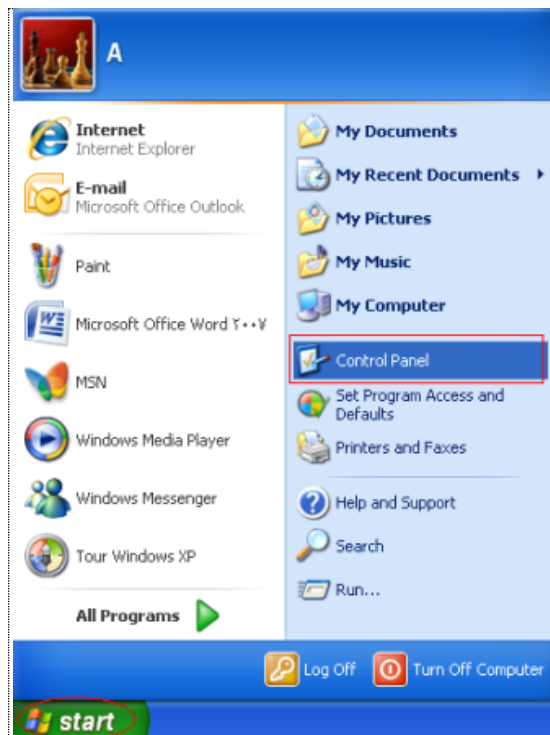 A
Internet
Internet Explorer
E-mail
Microsoft Office Outlook
Paint
Microsoft Office Word ۲۰۰۷
MSN
Windows Media Player
Windows Messenger
Tour Windows XP
All Programs
My Documents
My Recent Documents
My Pictures
My Music
My Computer
Control Panel
Set Program Access and
Defaults
Printers and Faxes
Help and Support
Search
Run...
Log Off
Turn Off Computer
start